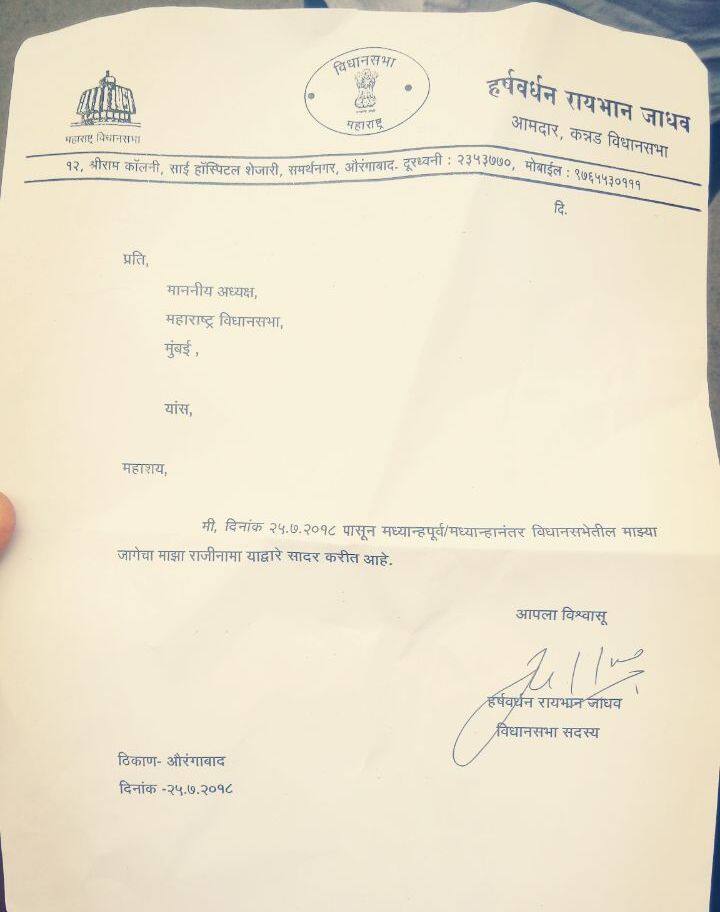 विधानसभा
महाराष्ट्र
महाराष्ट्र विधानसभा
हर्षवर्धन रायभान जाधव
आमदार, कन्नड विधानसभा
१२, श्रीराम कॉलनी, साई हॉस्पिटल शेजारी, समर्थनगर, औरंगाबाद. दूरध्वनी : २३५३७७०, मोबाईल : ९७६५५३०१११
दि.
प्रति,
माननीय अध्यक्ष,
महाराष्ट्र विधानसभा,
मुंबई ,
यांस,
महाशय,
मी, दिनांक २५.७.२०१८ पासून मध्यान्हपूर्व/मध्यान्हानंतर विधानसभेतील माझ्या
जागेचा माझा राजीनामा याद्वारे सादर करीत आहे.
आपला विश्वासू
हर्षवर्धन रायभान जाधव
विधानसभा सदस्य
ठिकाण- औरंगाबाद
दिनांक -२५.७.२०१८